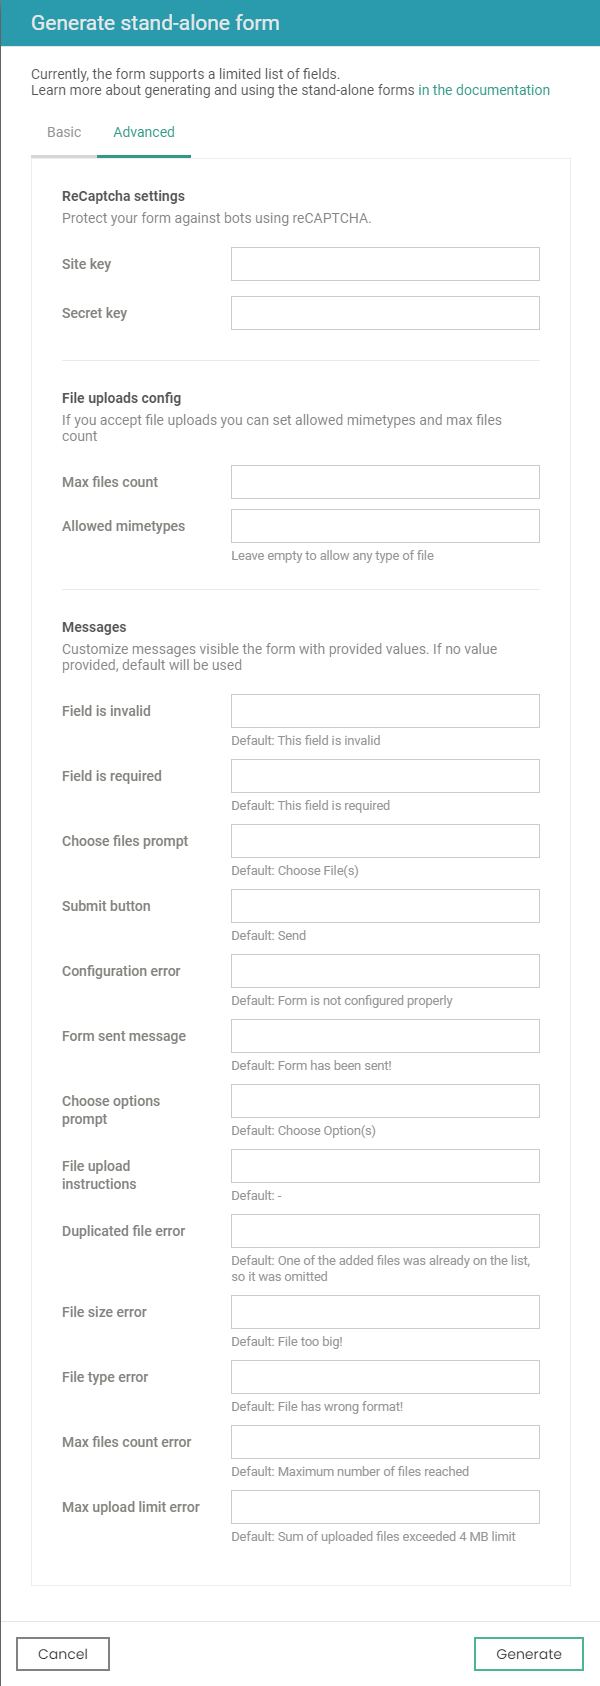 Generate stand-alone form
Currently, the form supports a limited list of fields.
Learn more about generating and using the stand-alone forms in the documentation
Basic
Advanced
ReCaptcha settings
Protect your form against bots using reCAPTCHA.
Site key
Secret key
File uploads config
If you accept file uploads you can set allowed mimetypes and max files
count
Max files count
Allowed mimetypes
Leave empty to allow any type of file
Messages
Customize messages visible the form with provided values. If no value
provided, default will be used
Field is invalid
Default: This field is invalid
Field is required
Default: This field is required
Choose files prompt
Default: Choose File(s)
Submit button
Default: Send
Configuration error
Default: Form is not configured properly
Form sent message
Default: Form has been sent!
Choose options
prompt
Default: Choose Option(s)
File upload
instructions
Default: -
Duplicated file error
Default: One of the added files was already on the list,
so it was omitted
File size error
Default: File too big!
File type error
Default: File has wrong format!
Max files count error
Default: Maximum number of files reached
Max upload limit error
Default: Sum of uploaded files exceeded 4 MB limit
Cancel
Generate